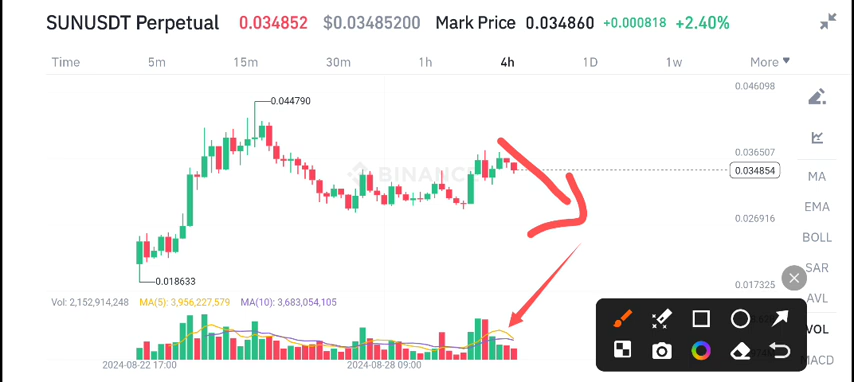 SUNUSDT Perpetual 0.034852 $0.03485200 Mark Price 0.034860 +0.000818 +2.40%
Time 5m 15m 30m 1h 4h 1D 1w More
0.046098
0.044790
BINANCE
0.036507
0.034854
MA
EMA
0.026916
BOLL
SAR
0.018633
0.017325
AVL
Vol: 2,152,914,248 MA(5): 3,956,227,579 MA(10): 3,683,054,105
VOL
MACD
2024-08-22 17:00 2024-08-28 09:00